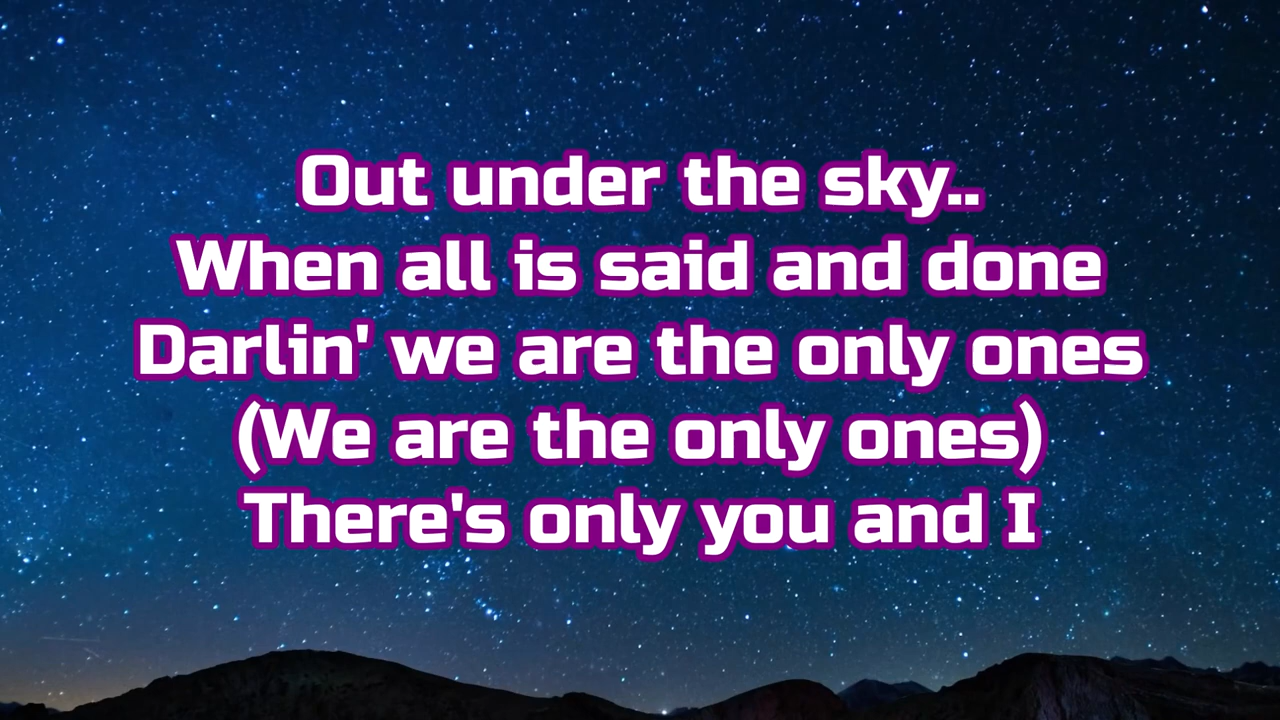 Out under the sky..
When all is said and done
Darlin' we are the only ones
(We are the only ones)
There's only you and I